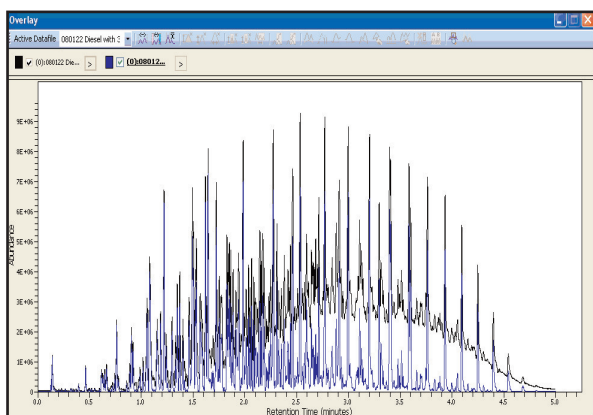 Overlay
Active Datafile 080122 Diesel with 3
(0):080122 Die... > (0):08012... >
9E+06
8E+06
7E+06
6E+06
5E+06
4E+06
3E+06
2E+06
1E+06
0
Abundance
0.0 0.5 1.0 1.5 2.0 2.5 3.0 3.5 4.0 4.5 5.0
Retention Time (minutes)